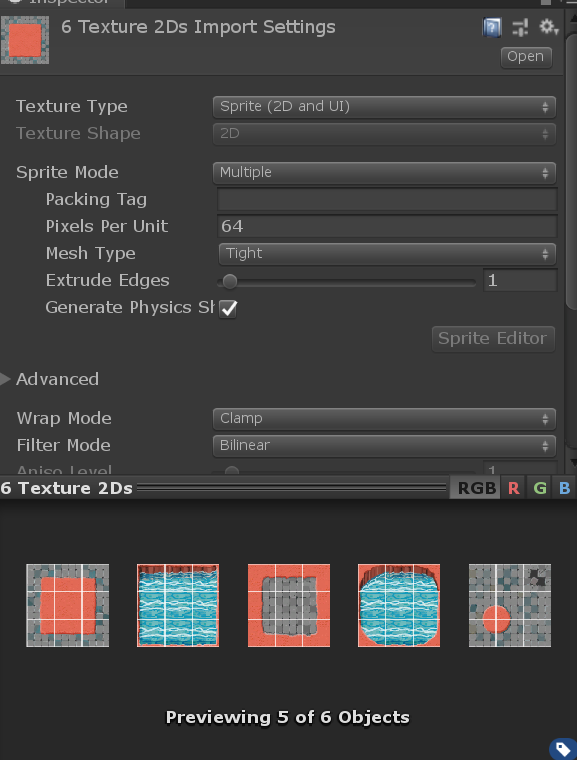 Inspector
6 Texture 2Ds Import Settings
Open
Texture Type Sprite (2D and UI)
Texture Shape 2D
Sprite Mode Multiple
Packing Tag
Pixels Per Unit 64
Mesh Type Tight
Extrude Edges 1
Generate Physics Sh
Sprite Editor
Advanced
Wrap Mode Clamp
Filter Mode Bilinear
Aniso Level 1
6 Texture 2Ds RGB R G B
Previewing 5 of 6 Objects